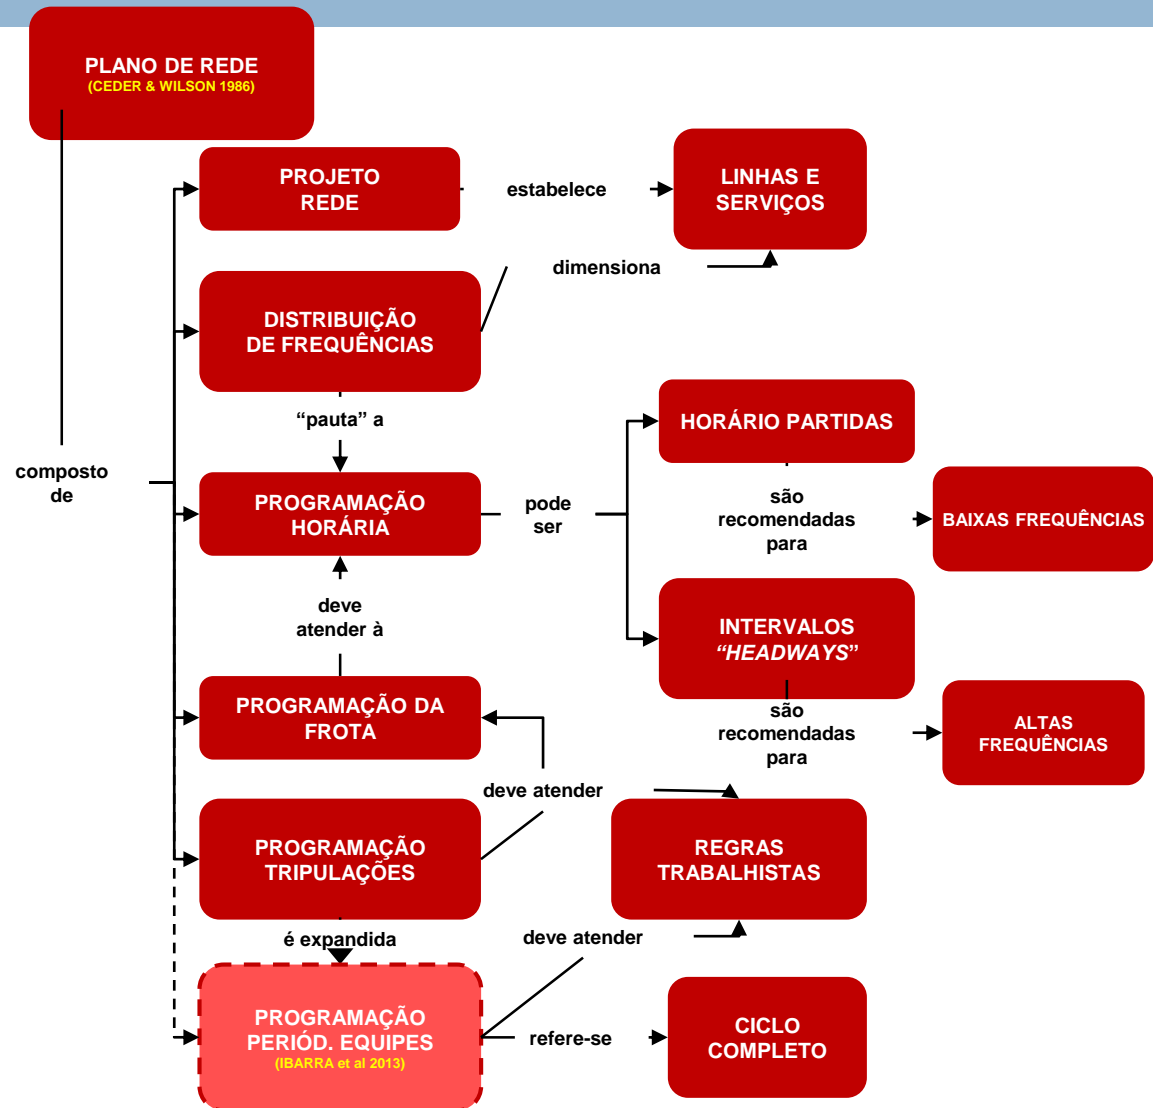 PLANO DE REDE
(CEDER & WILSON 1986)
PROJETO
REDE
estabelece
LINHAS E
SERVIÇOS
dimensiona
DISTRIBUIÇÃO
DE FREQUÊNCIAS
“pauta” a
HORÁRIO PARTIDAS
composto
de
PROGRAMAÇÃO
HORÁRIA
pode
ser
são
recomendadas
para
BAIXAS FREQUÊNCIAS
deve
atender à
INTERVALOS
“HEADWAYS”
PROGRAMAÇÃO DA
FROTA
são
recomendadas
para
ALTAS
FREQUÊNCIAS
deve atender
PROGRAMAÇÃO
TRIPULAÇÕES
REGRAS
TRABALHISTAS
é expandida
deve atender
PROGRAMAÇÃO
PERIÓD. EQUIPES
(IBARRA et al 2013)
refere-se
CICLO
COMPLETO